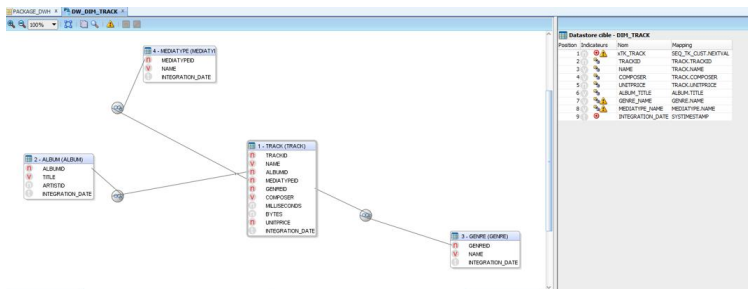 PACKAGE_DWH
DW_DIM_TRACK
100%
4 - MEDIATYPE (MEDIATYI
MEDIATYPEID
NAME
INTEGRATION_DATE
2 - ALBUM (ALBUM)
ALBUMID
TITLE
ARTISTID
INTEGRATION_DATE
1 - TRACK (TRACK)
TRACKID
NAME
ALBUMID
MEDIATYPEID
GENREID
COMPOSER
MILLISECONDS
BYTES
UNITPRICE
INTEGRATION_DATE
3 - GENRE (GENRE)
GENREID
NAME
INTEGRATION_DATE
Datastore cible - DIM_TRACK
Position Indicateurs Nom Mapping
1 xTK_TRACK SEQ_TK_CUST.NEXTVAL
2 TRACKID TRACK.TRACKID
3 NAME TRACK.NAME
4 COMPOSER TRACK.COMPOSER
5 UNITPRICE TRACK.UNITPRICE
6 ALBUM_TITLE ALBUM.TITLE
7 GENRE_NAME GENRE.NAME
8 MEDIATYPE_NAME MEDIATYPE.NAME
9 INTEGRATION_DATE SYSTIMESTAMP